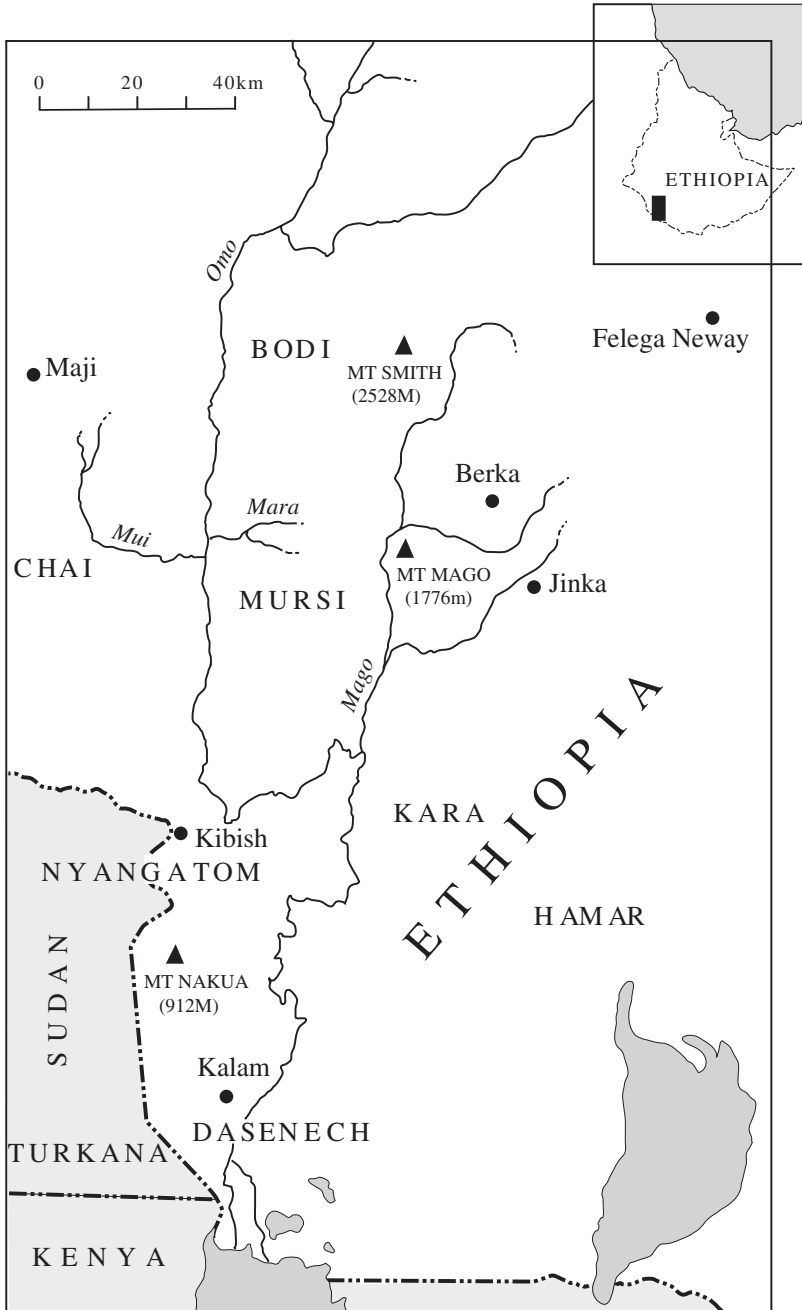 0 20 40km
ETHIOPIA
Omo
Felega Neway
BODI
MT SMITH
(2528M)
Maji
Berka
Mara
Mui
CHAI
MT MAGO
(1776m)
Jinka
MURSI
Mago
ETHIOPIA
KARA
Kibish
NYANGATOM
HAMAR
SUDAN
MT NAKUA
(912M)
Kalam
DASENECH
TURKANA
KENYA